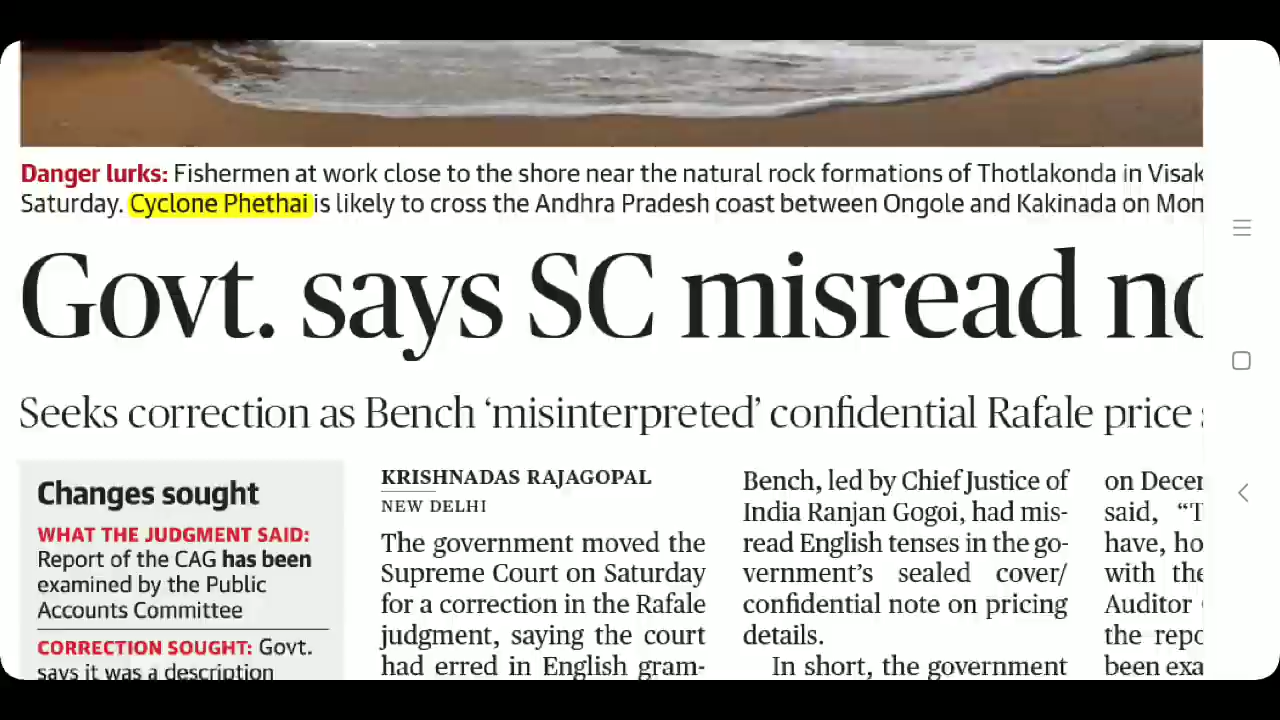 Danger lurks: Fishermen at work close to the shore near the natural rock formations of Thotlakonda in Visak
Saturday. Cyclone Phethai is likely to cross the Andhra Pradesh coast between Ongole and Kakinada on Mon
Govt. says SC misread no
Seeks correction as Bench ‘misinterpreted’ confidential Rafale price
Changes sought
WHAT THE JUDGMENT SAID:
Report of the CAG has been
examined by the Public
Accounts Committee
CORRECTION SOUGHT: Govt.
says it was a description
KRISHNADAS RAJAGOPAL
NEW DELHI
The government moved the
Supreme Court on Saturday
for a correction in the Rafale
judgment, saying the court
had erred in English gram-
Bench, led by Chief Justice of
India Ranjan Gogoi, had mis-
read English tenses in the go-
vernment’s sealed cover/
confidential note on pricing
details.
In short, the government
on Decen
said, “T
have, ho
with the
Auditor
the repo
been exa